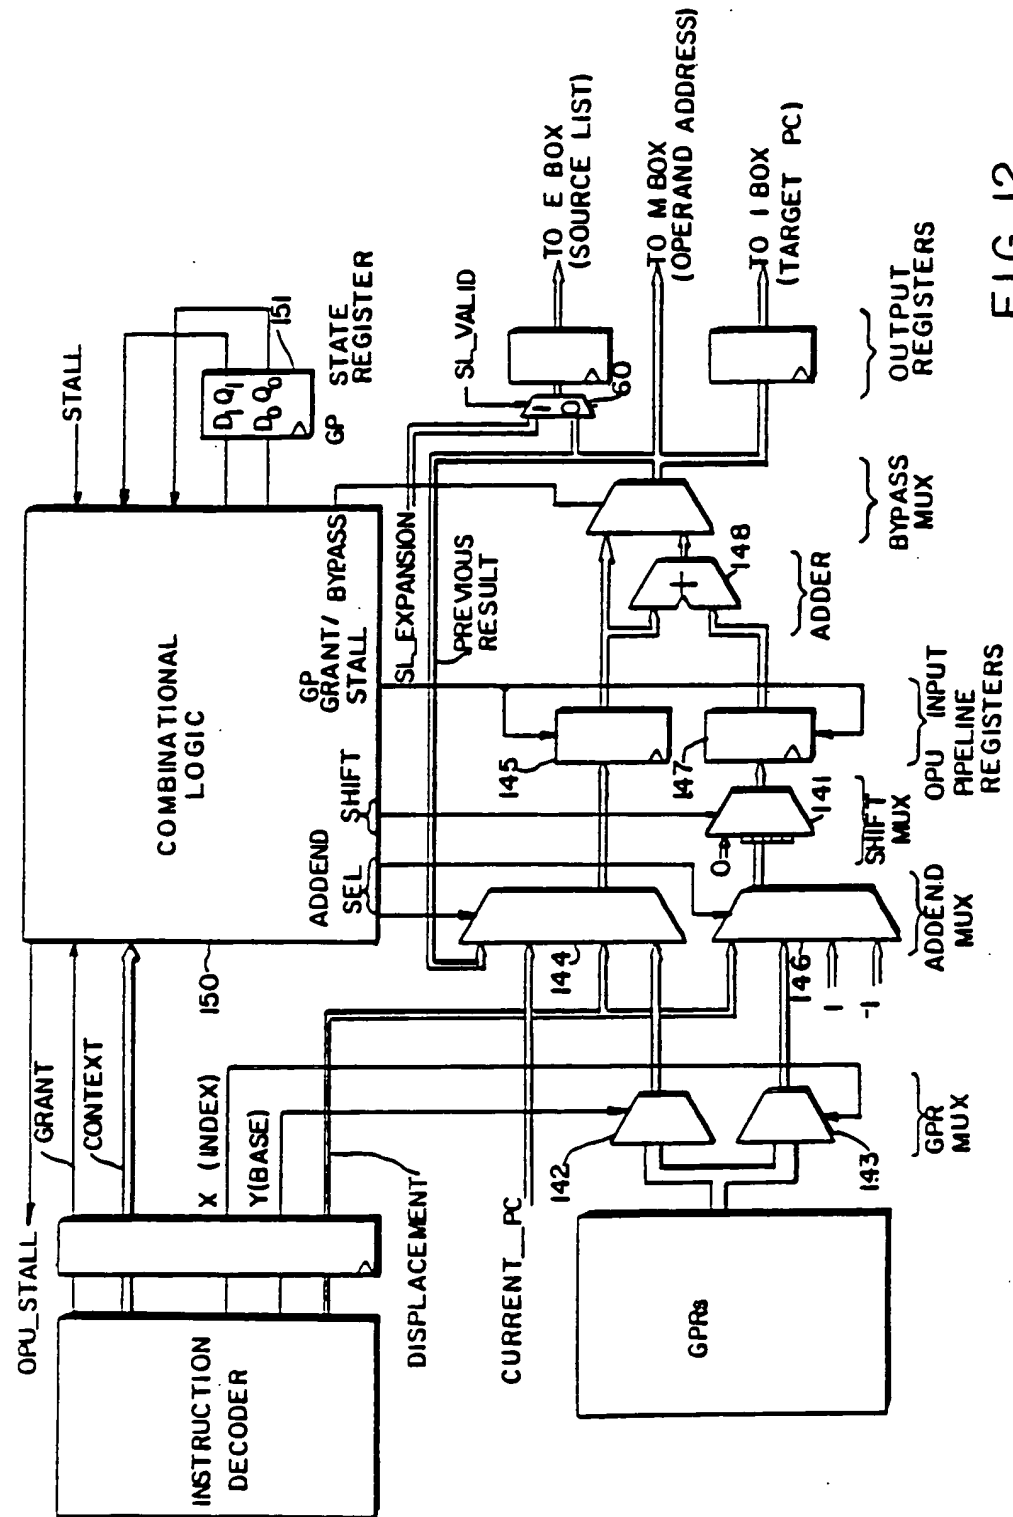 OPU_STALL
GRANT
CONTEXT
X (INDEX)
Y(BASE)
INSTRUCTION
DECODER
DISPLACEMENT
CURRENT_PC
GPRs
142
143
GPR
MUX
150
COMBINATIONAL
LOGIC
ADDEND
SEL
SHIFT
GP
GRANT/
STALL
BYPASS
STALL
D1 Q1
D0 Q0
GP
STATE
REGISTER
151
144
146
1
-1
ADDEND
MUX
0
141
SHIFT
MUX
145
147
OPU INPUT
PIPELINE
REGISTERS
SL_EXPANSION
PREVIOUS
RESULT
+
148
ADDER
BYPASS
MUX
SL_VALID
1
0
60
TO E BOX
(SOURCE LIST)
TO M BOX
(OPERAND ADDRESS)
TO I BOX
(TARGET PC)
OUTPUT
REGISTERS
FIG. 12